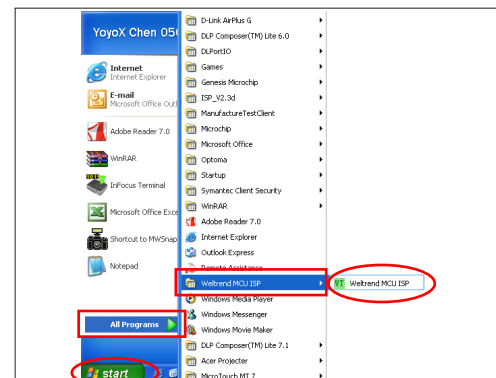 YoyoX Chen 05
Internet
Internet Explorer
E-mail
Microsoft Office Outl
Adobe Reader 7.0
WinRAR
InFocus Terminal
Microsoft Office Exce
Shortcut to MWSnap
Notepad
All Programs
start
D-Link AirPlus G
DLP Composer(TM) Lite 6.0
DLPortIO
Games
Genesis Microchip
ISP_V2.3d
ManufactureTestClient
Microchip
Microsoft Office
Optoma
Startup
Symantec Client Security
WinRAR
Adobe Reader 7.0
Internet Explorer
Outlook Express
Remote Assistance
Weltrend MCU ISP
Windows Media Player
Windows Messenger
Windows Movie Maker
DLP Composer(TM) Lite 7.1
Acer Projecter
MicroTouch MT 7
Weltrend MCU ISP